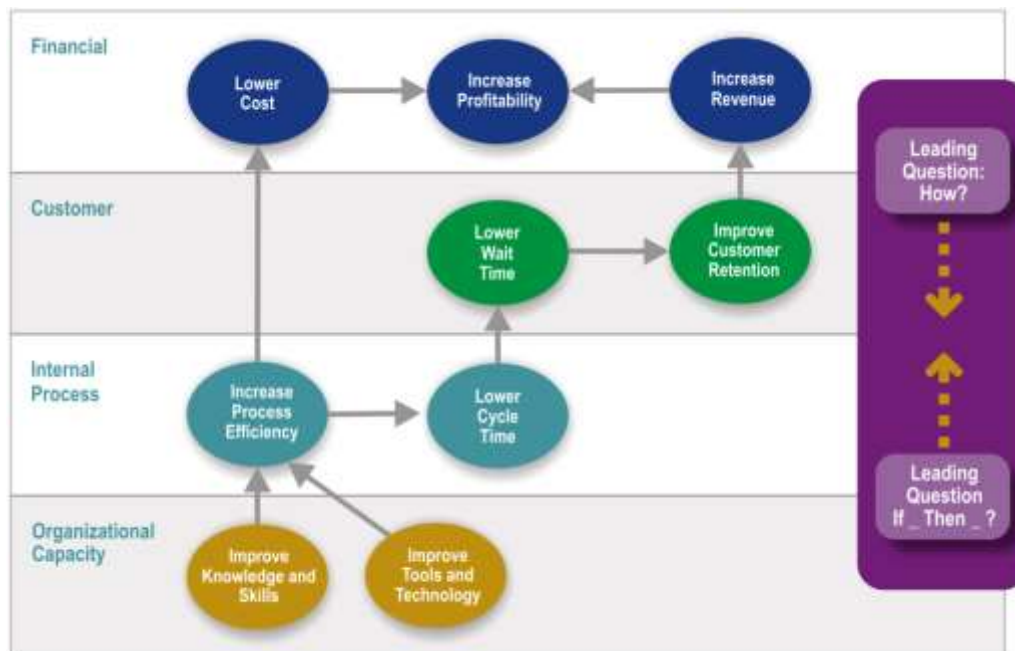 Financial
Lower
Cost
Increase
Profitability
Increase
Revenue
Leading
Question:
How?
Customer
Lower
Wait
Time
Improve
Customer
Retention
Internal
Process
Increase
Process
Efficiency
Lower
Cycle
Time
Leading
Question
If _ Then _ ?
Organizational
Capacity
Improve
Knowledge and
Skills
Improve
Tools and
Technology